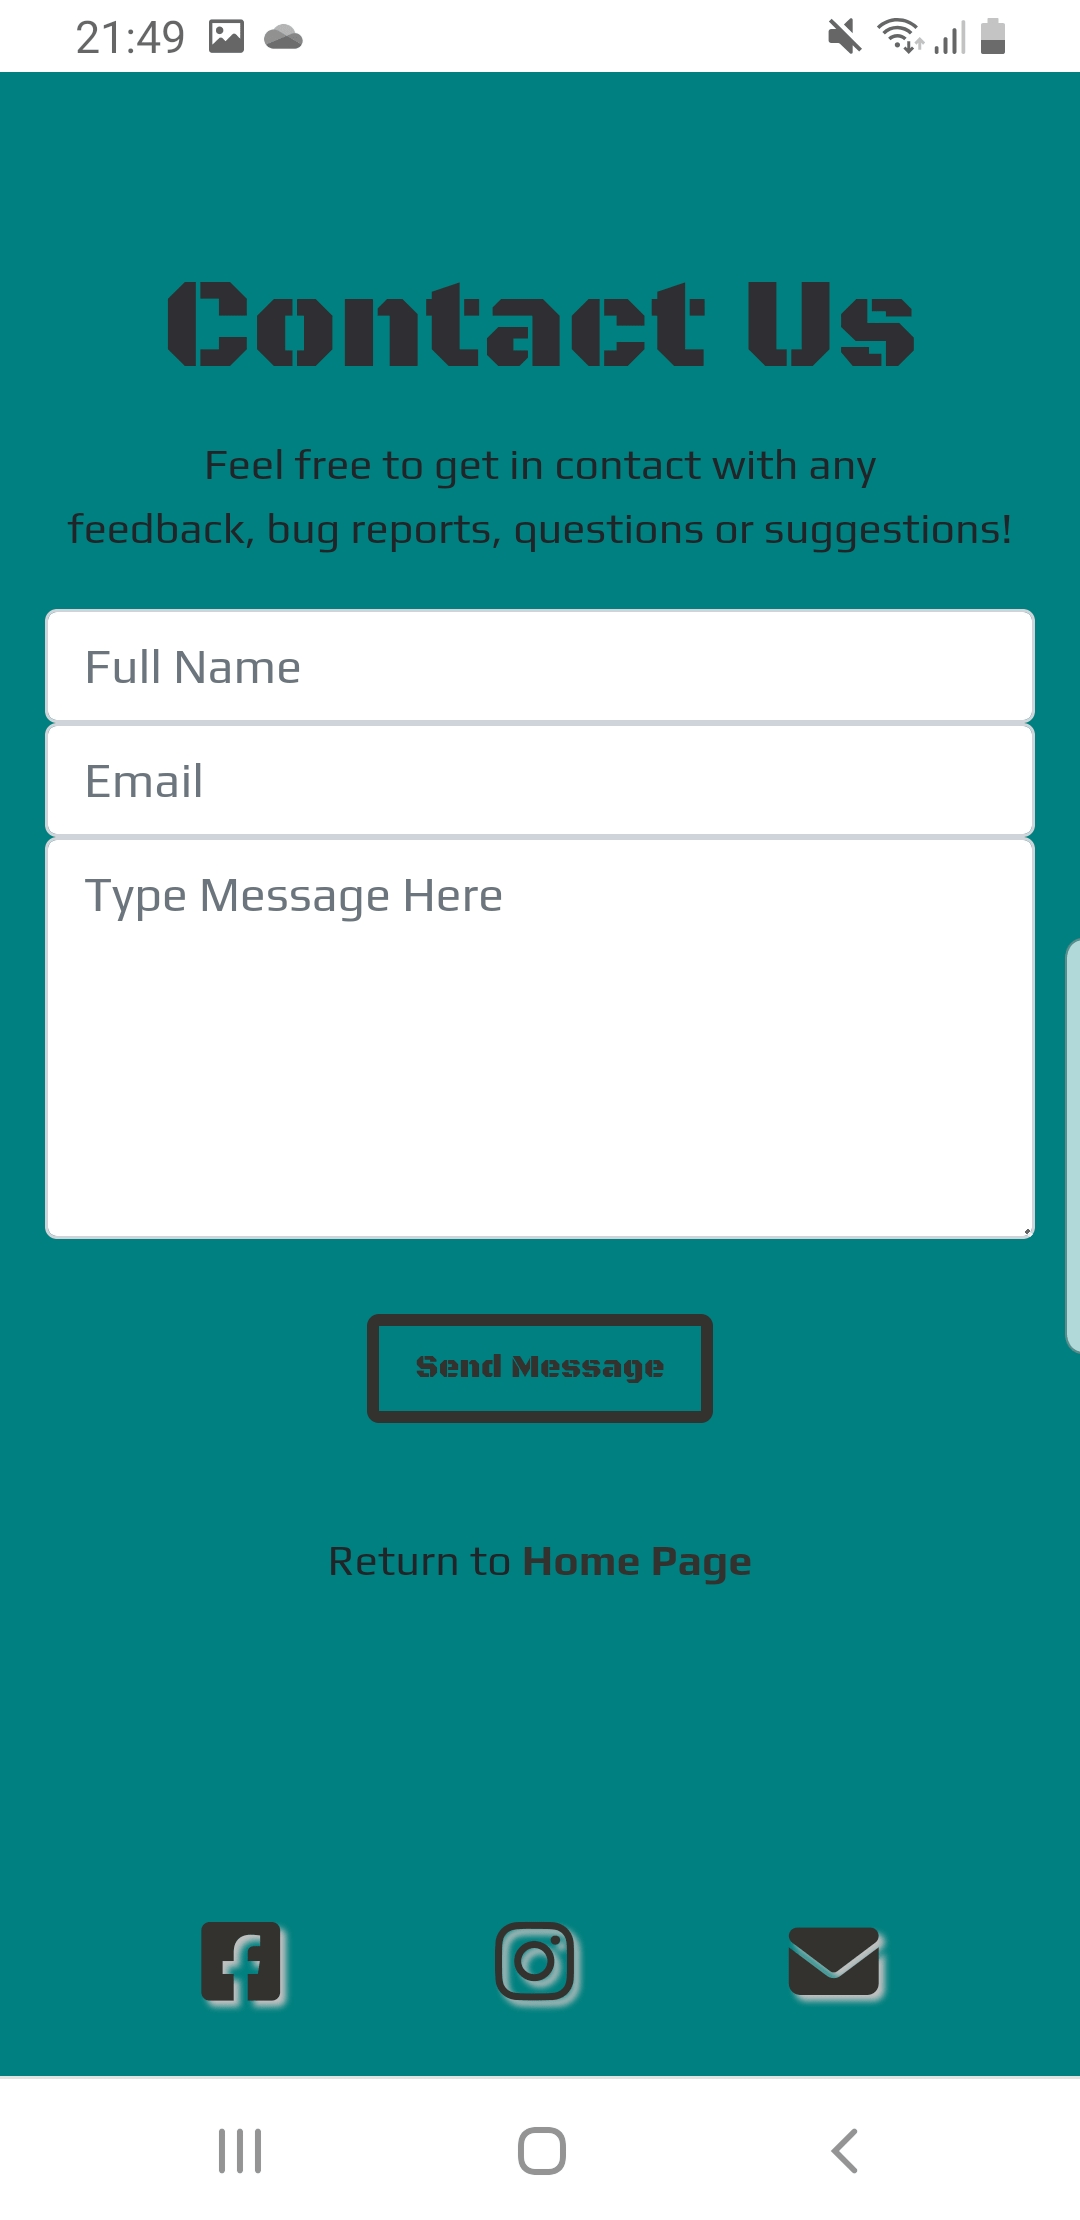 21:49
Contact Us
Feel free to get in contact with any
feedback, bug reports, questions or suggestions!
Full Name
Email
Type Message Here
Send Message
Return to Home Page